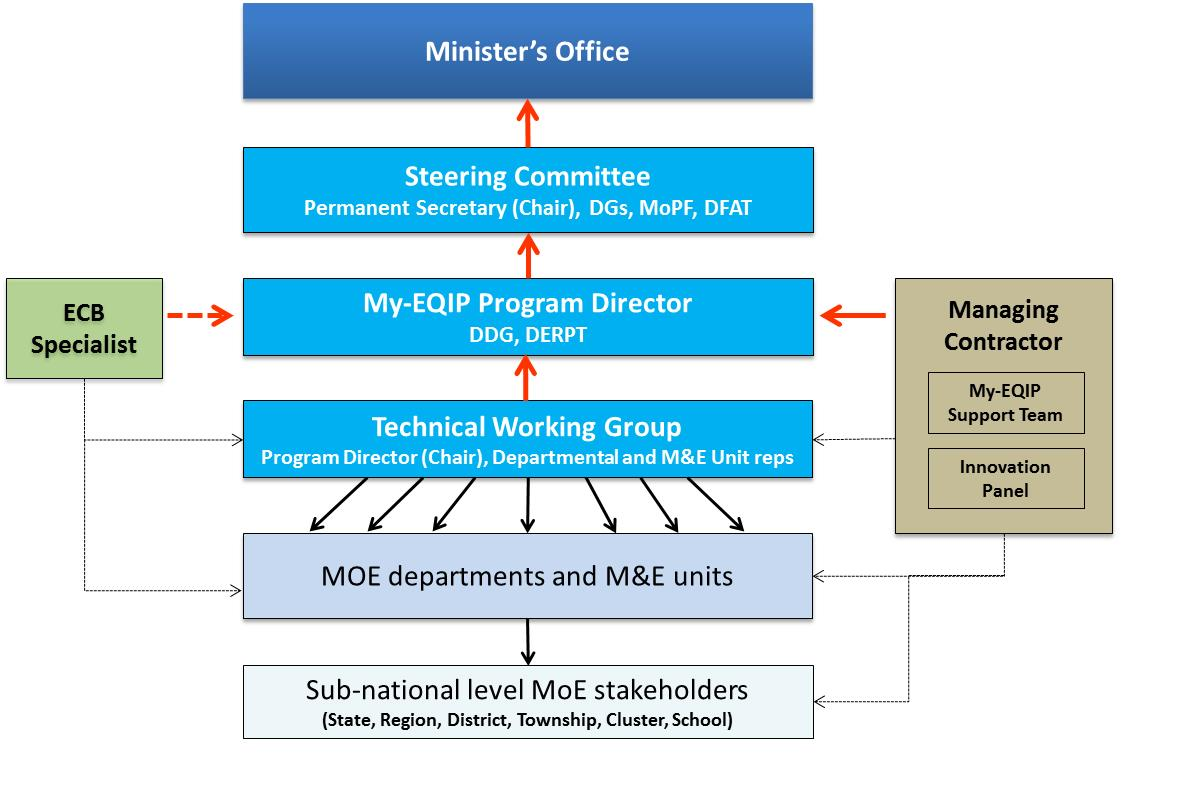 Minister’s Office
Steering Committee
Permanent Secretary (Chair), DGs, MoPF, DFAT
ECB
Specialist
My-EQIP Program Director
DDG, DERPT
Managing
Contractor
My-EQIP
Support Team
Innovation
Panel
Technical Working Group
Program Director (Chair), Departmental and M&E Unit reps
MOE departments and M&E units
Sub-national level MoE stakeholders
(State, Region, District, Township, Cluster, School)